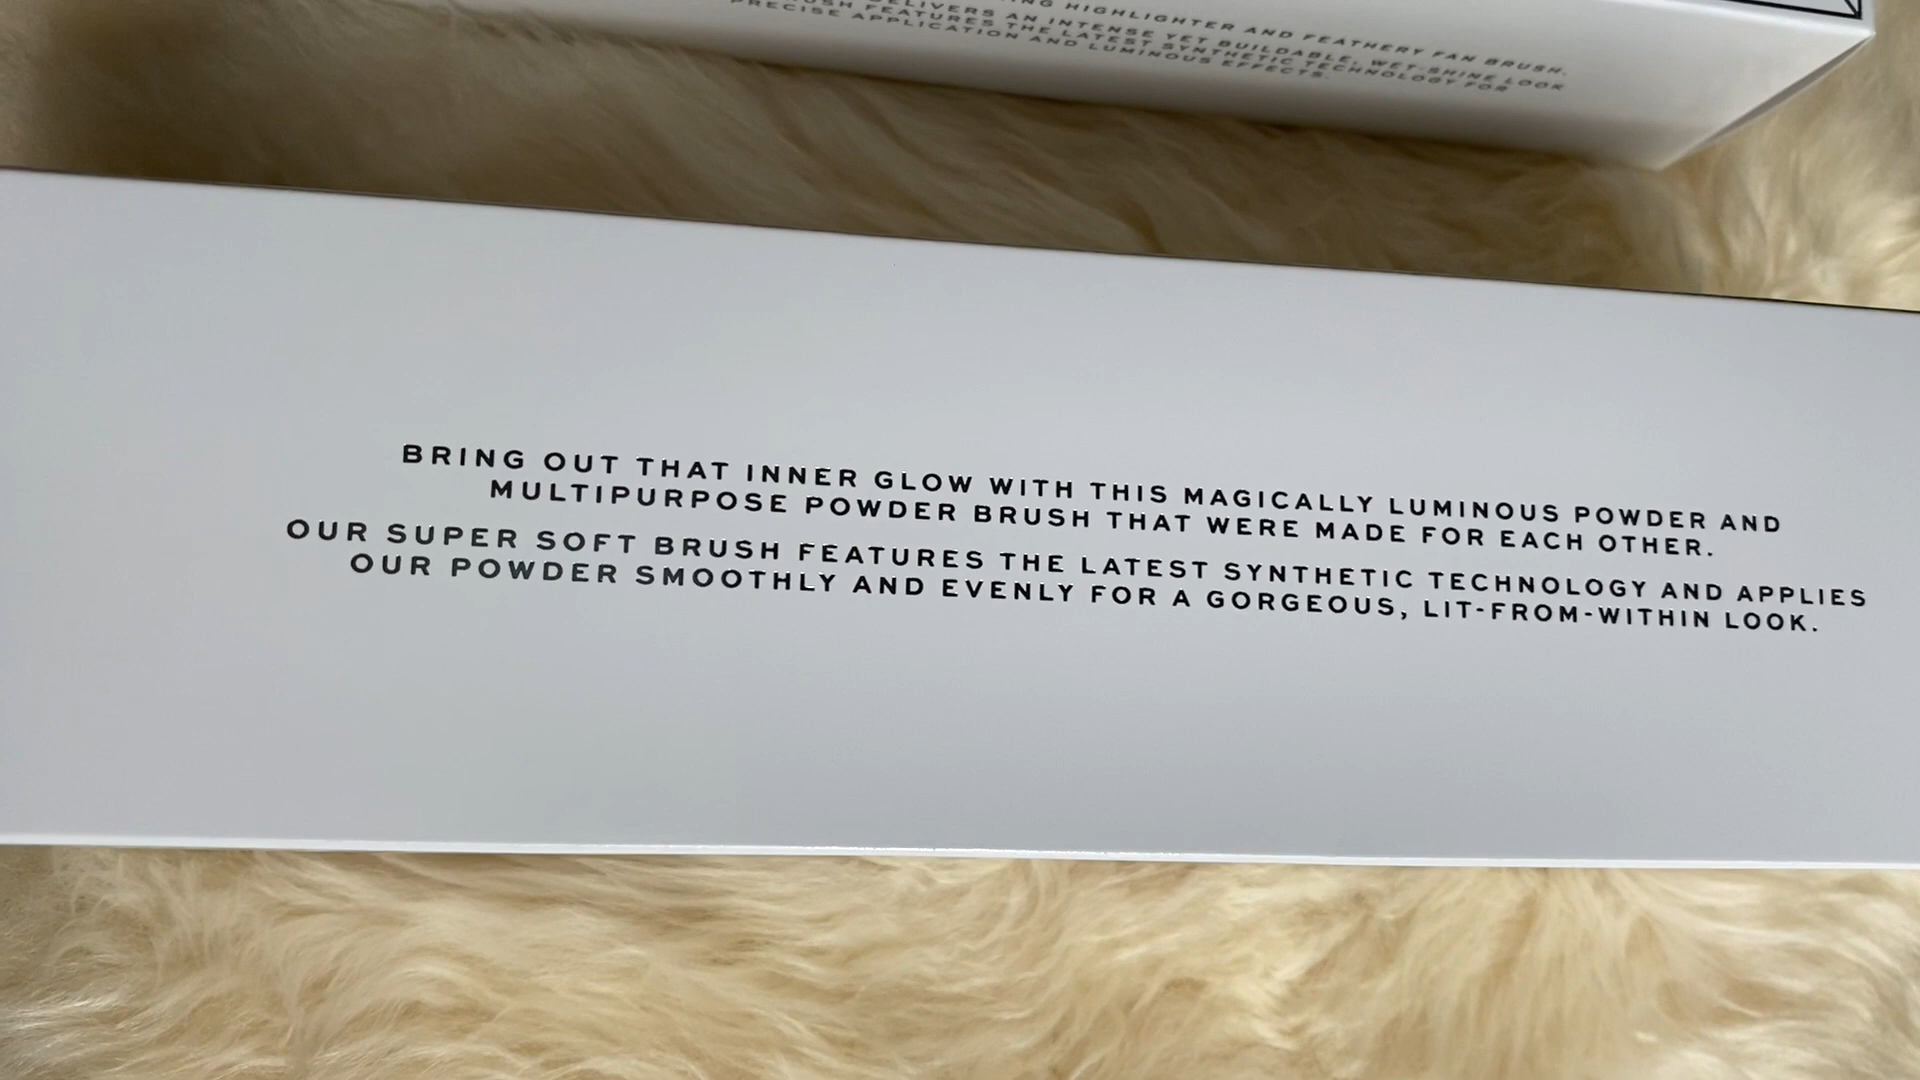 HIGHLIGHTER AND FEATHERY FAN BRUSH.
DELIVERS AN INTENSE YET BUILDABLE, WET-SHINE LOOK
FEATURES THE LATEST SYNTHETIC TECHNOLOGY FOR
PRECISE APPLICATION AND LUMINOUS EFFECTS.
BRING OUT THAT INNER GLOW WITH THIS MAGICALLY LUMINOUS POWDER AND
MULTIPURPOSE POWDER BRUSH THAT WERE MADE FOR EACH OTHER.
OUR SUPER SOFT BRUSH FEATURES THE LATEST SYNTHETIC TECHNOLOGY AND APPLIES
OUR POWDER SMOOTHLY AND EVENLY FOR A GORGEOUS, LIT-FROM-WITHIN LOOK.